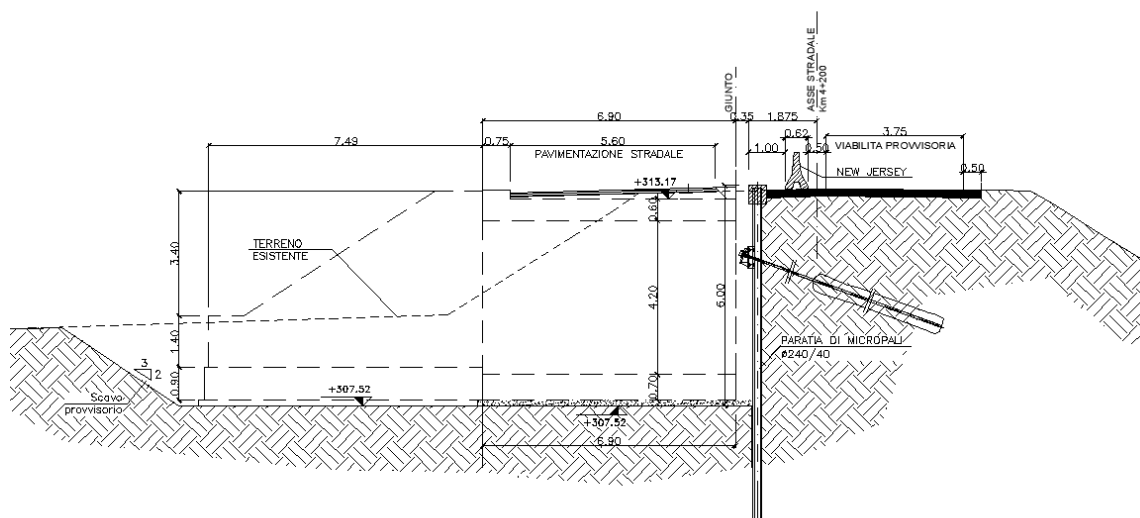 ASSE STRADALE
Km 4+200
GIUNTO
6.90
0.35
1.875
7.49
0.75
5.60
0.62
3.75
PAVIMENTAZIONE STRADALE
1.00
0.50
VIABILITA PROVVISORIA
0.50
NEW JERSEY
+313.17
0.60
3.40
TERRENO
ESISTENTE
4.20
6.00
1.40
PARATIA DI MICROPALI
Ø240/40
3
2
0.90
0.70
Scavo
provvisorio
+307.52
+307.52
6.90